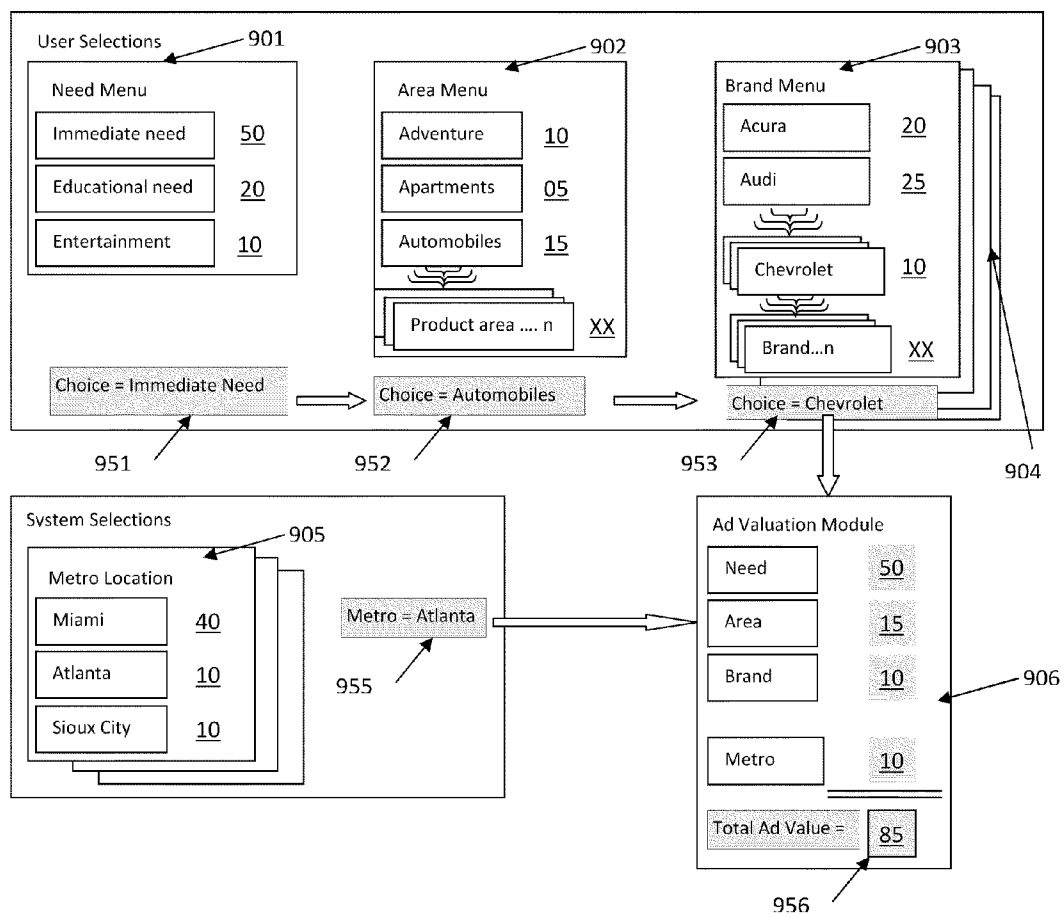 User Selections
901
902
903
Need Menu
Immediate need 50
Educational need 20
Entertainment 10
Area Menu
Adventure 10
Apartments 05
Automobiles 15
Product area .... n XX
Brand Menu
Acura 20
Audi 25
Chevrolet 10
Brand...n XX
Choice = Immediate Need
Choice = Automobiles
Choice = Chevrolet
951
952
953
904
System Selections
905
Metro Location
Miami 40
Atlanta 10
Sioux City 10
Metro = Atlanta
955
Ad Valuation Module
Need 50
Area 15
Brand 10
Metro 10
Total Ad Value = 85
906
956